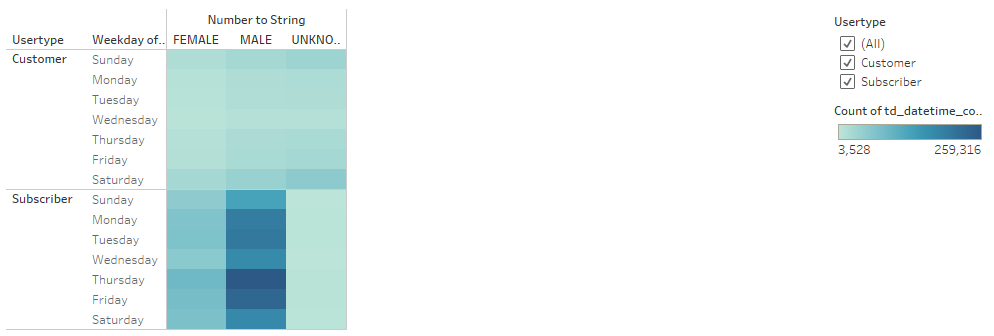 Number to String
Usertype Weekday of.. FEMALE MALE UNKNO..
Customer Sunday
Monday
Tuesday
Wednesday
Thursday
Friday
Saturday
Subscriber Sunday
Monday
Tuesday
Wednesday
Thursday
Friday
Saturday
Usertype
(All)
Customer
Subscriber
Count of td_datetime_co..
3,528 259,316